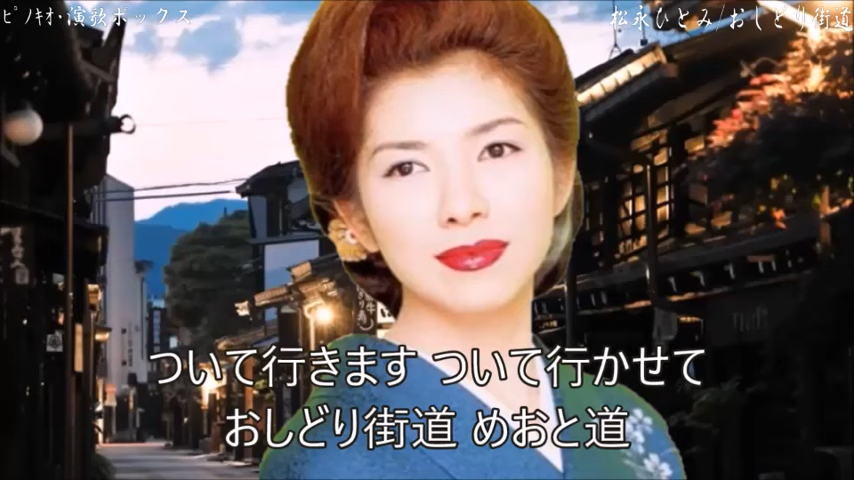 ピノキオ・演歌ボックス
松永ひとみ/おしどり街道
ついて行きます ついて行かせて
おしどり街道 めおと道